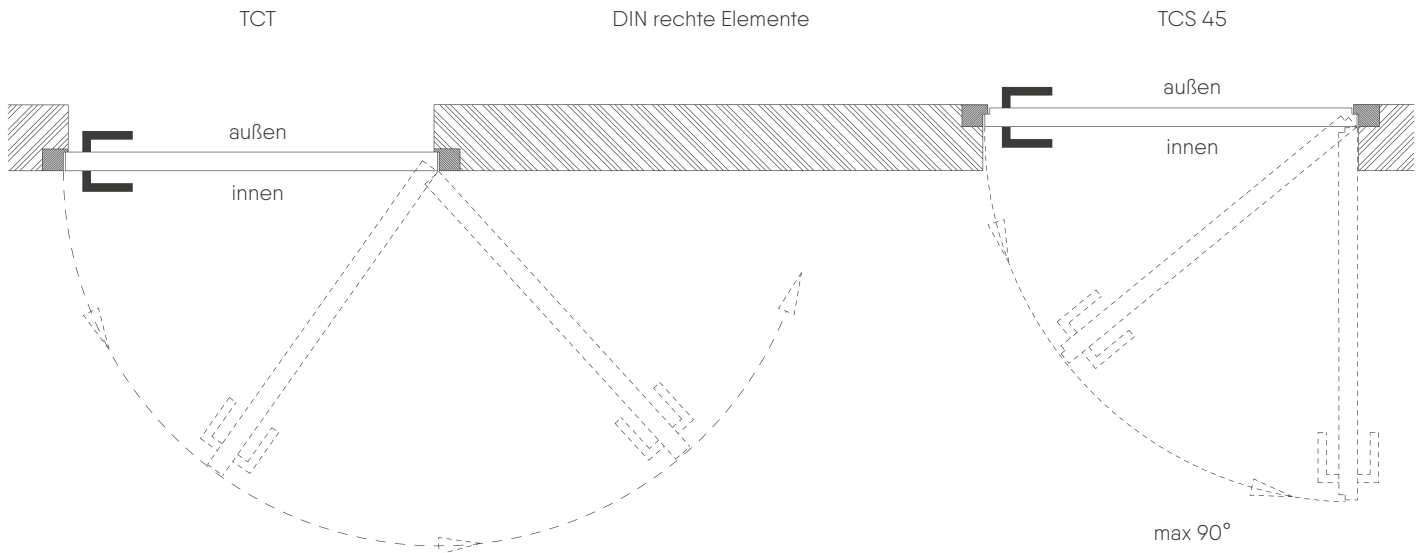 TCT
DIN rechte Elemente
TCS 45
außen
innen
außen
innen
max 90°